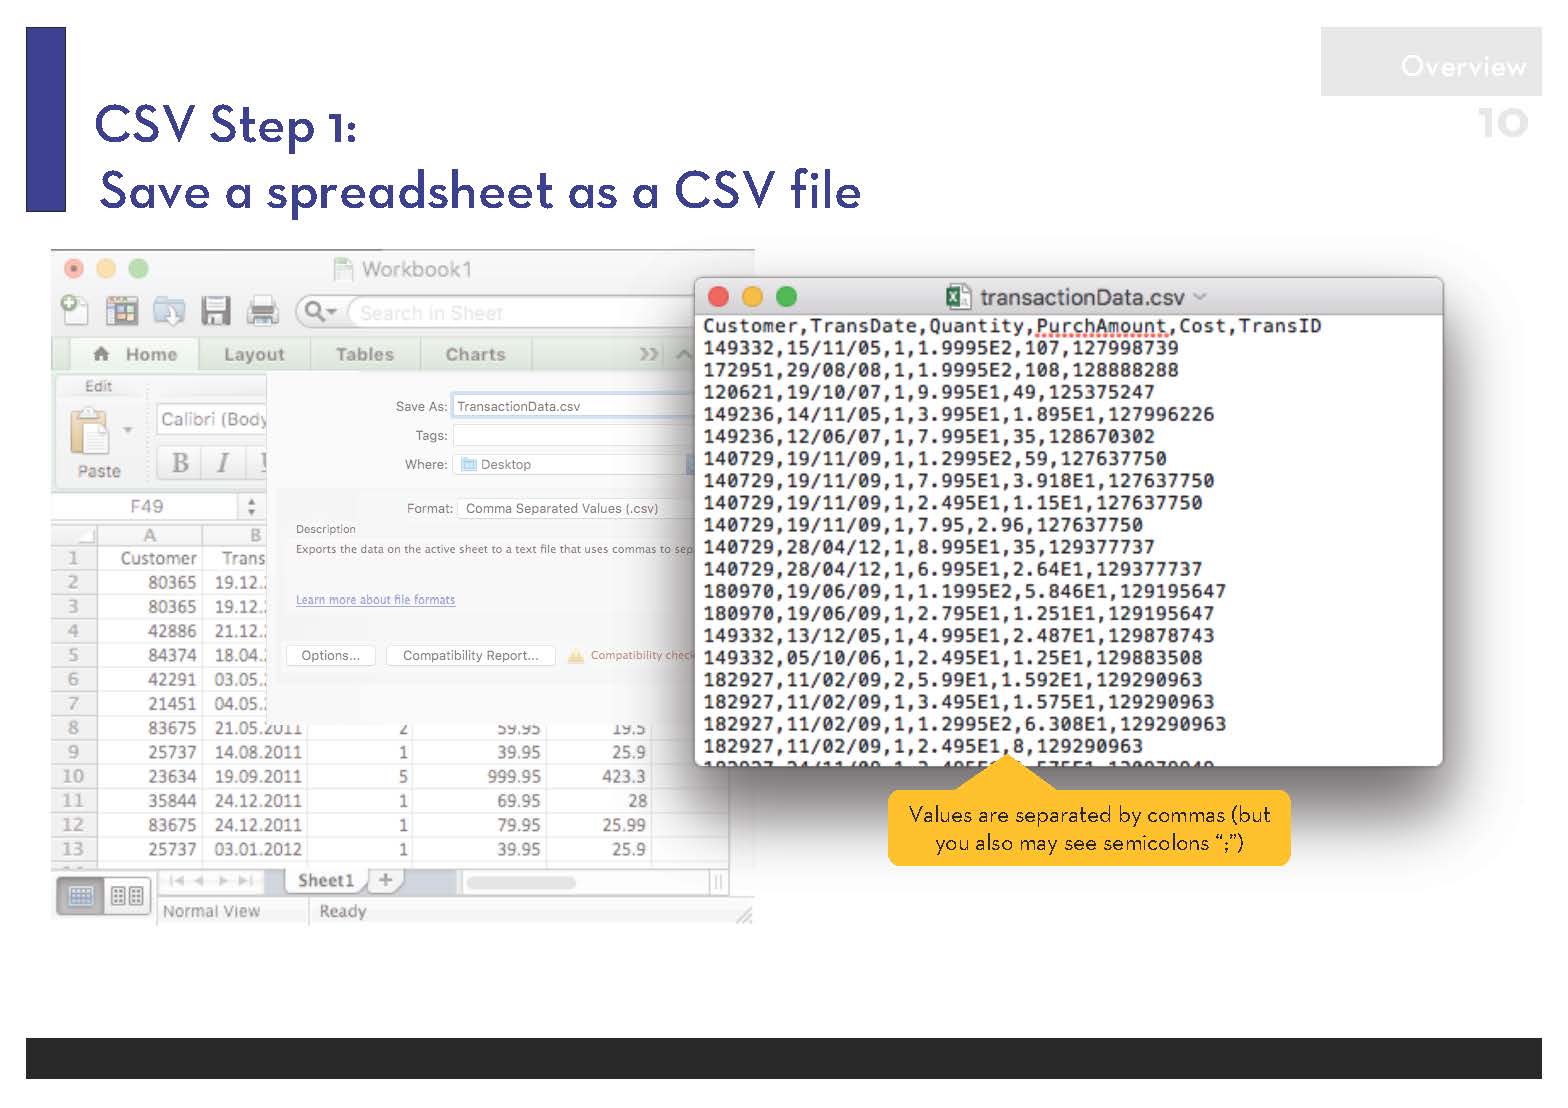 Overview
10
CSV Step 1:
Save a spreadsheet as a CSV file
Workbook1
Search in Sheet
Home Layout Tables Charts
Edit
Calibri (Body
Paste
B I U
F49
Save As: TransactionData.csv
Tags:
Where: Desktop
Format: Comma Separated Values (.csv)
Description
Exports the data on the active sheet to a text file that uses commas to sep
Learn more about file formats
Options... Compatibility Report... Compatibility check
A B
1 Customer Trans
2 80365 19.12.
3 80365 19.12.
4 42886 21.12.
5 84374 18.04.
6 42291 03.05.
7 21451 04.05.
8 83675 21.05.2011 2 59.95 19.5
9 25737 14.08.2011 1 39.95 25.9
10 23634 19.09.2011 5 999.95 423.3
11 35844 24.12.2011 1 69.95 28
12 83675 24.12.2011 1 79.95 25.99
13 25737 03.01.2012 1 39.95 25.9
Sheet1 +
Normal View Ready
transactionData.csv
Customer,TransDate,Quantity,PurchAmount,Cost,TransID
149332,15/11/05,1,1.9995E2,107,127998739
172951,29/08/08,1,1.9995E2,108,128888288
120621,19/10/07,1,9.995E1,49,125375247
149236,14/11/05,1,3.995E1,1.895E1,127996226
149236,12/06/07,1,7.995E1,35,128670302
140729,19/11/09,1,1.2995E2,59,127637750
140729,19/11/09,1,7.995E1,3.918E1,127637750
140729,19/11/09,1,2.495E1,1.15E1,127637750
140729,19/11/09,1,7.95,2.96,127637750
140729,28/04/12,1,8.995E1,35,129377737
140729,28/04/12,1,6.995E1,2.64E1,129377737
180970,19/06/09,1,1.1995E2,5.846E1,129195647
180970,19/06/09,1,2.795E1,1.251E1,129195647
149332,13/12/05,1,4.995E1,2.487E1,129878743
149332,05/10/06,1,2.495E1,1.25E1,129883508
182927,11/02/09,2,5.99E1,1.592E1,129290963
182927,11/02/09,1,3.495E1,1.575E1,129290963
182927,11/02/09,1,1.2995E2,6.308E1,129290963
182927,11/02/09,1,2.495E1,8,129290963
Values are separated by commas (but
you also may see semicolons “;”)